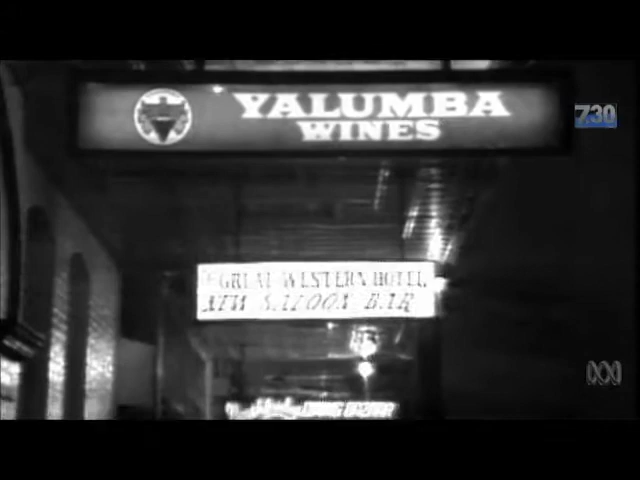 YALUMBA
WINES
7.30
GREAT WESTERN HOTEL
NEW SALOON BAR